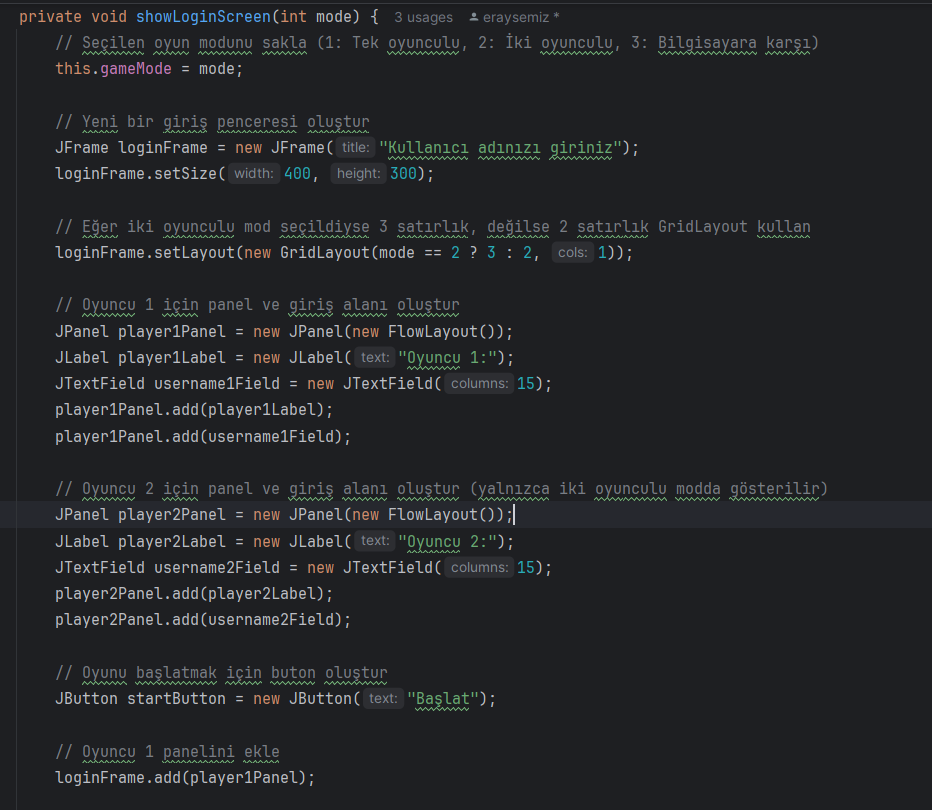 private void showLoginScreen(int mode) { 3 usages eraysemiz *
// Seçilen oyun modunu sakla (1: Tek oyunculu, 2: İki oyunculu, 3: Bilgisayara karşı)
this.gameMode = mode;
// Yeni bir giriş penceresi oluştur
JFrame loginFrame = new JFrame( title: "Kullanıcı adınızı giriniz");
loginFrame.setSize( width: 400, height: 300);
// Eğer iki oyunculu mod seçildiyse 3 satırlık, değilse 2 satırlık GridLayout kullan
loginFrame.setLayout(new GridLayout(mode == 2 ? 3 : 2, cols: 1));
// Oyuncu 1 için panel ve giriş alanı oluştur
JPanel player1Panel = new JPanel(new FlowLayout());
JLabel player1Label = new JLabel( text: "Oyuncu 1:");
JTextField username1Field = new JTextField( columns: 15);
player1Panel.add(player1Label);
player1Panel.add(username1Field);
// Oyuncu 2 için panel ve giriş alanı oluştur (yalnızca iki oyunculu modda gösterilir)
JPanel player2Panel = new JPanel(new FlowLayout());
JLabel player2Label = new JLabel( text: "Oyuncu 2:");
JTextField username2Field = new JTextField( columns: 15);
player2Panel.add(player2Label);
player2Panel.add(username2Field);
// Oyunu başlatmak için buton oluştur
JButton startButton = new JButton( text: "Başlat");
// Oyuncu 1 panelini ekle
loginFrame.add(player1Panel);